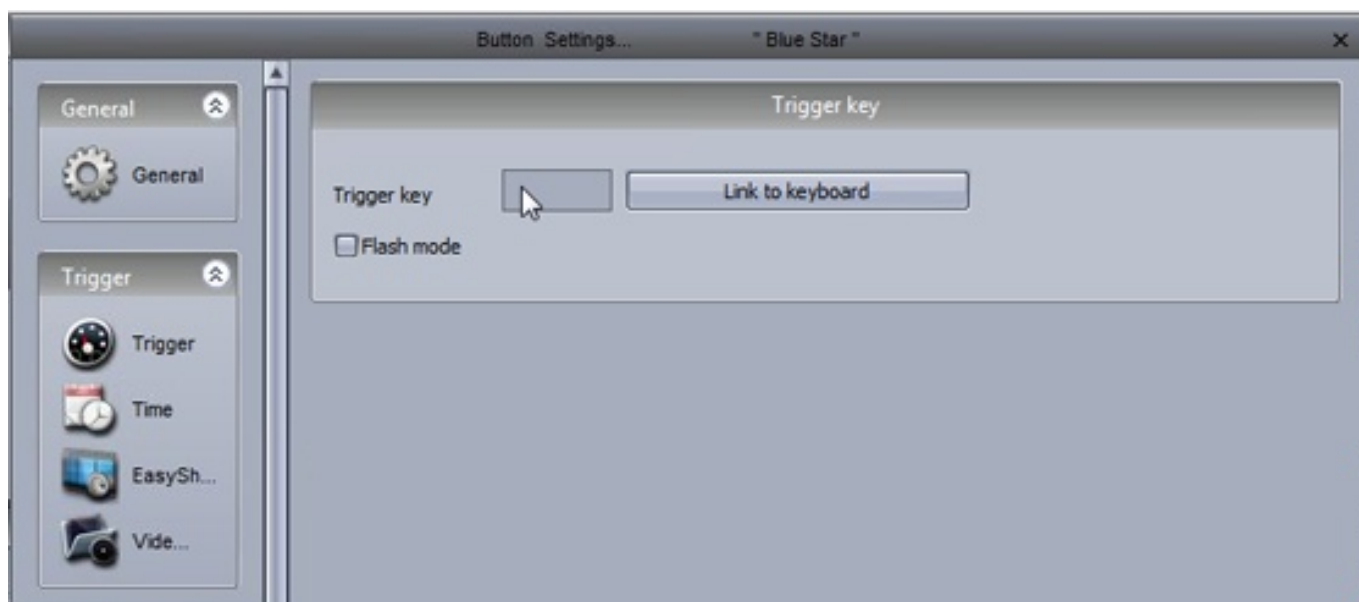 Button Settings... " Blue Star "
General
General
Trigger
Trigger
Time
EasySh...
Vide...
Trigger key
Trigger key
Link to keyboard
Flash mode